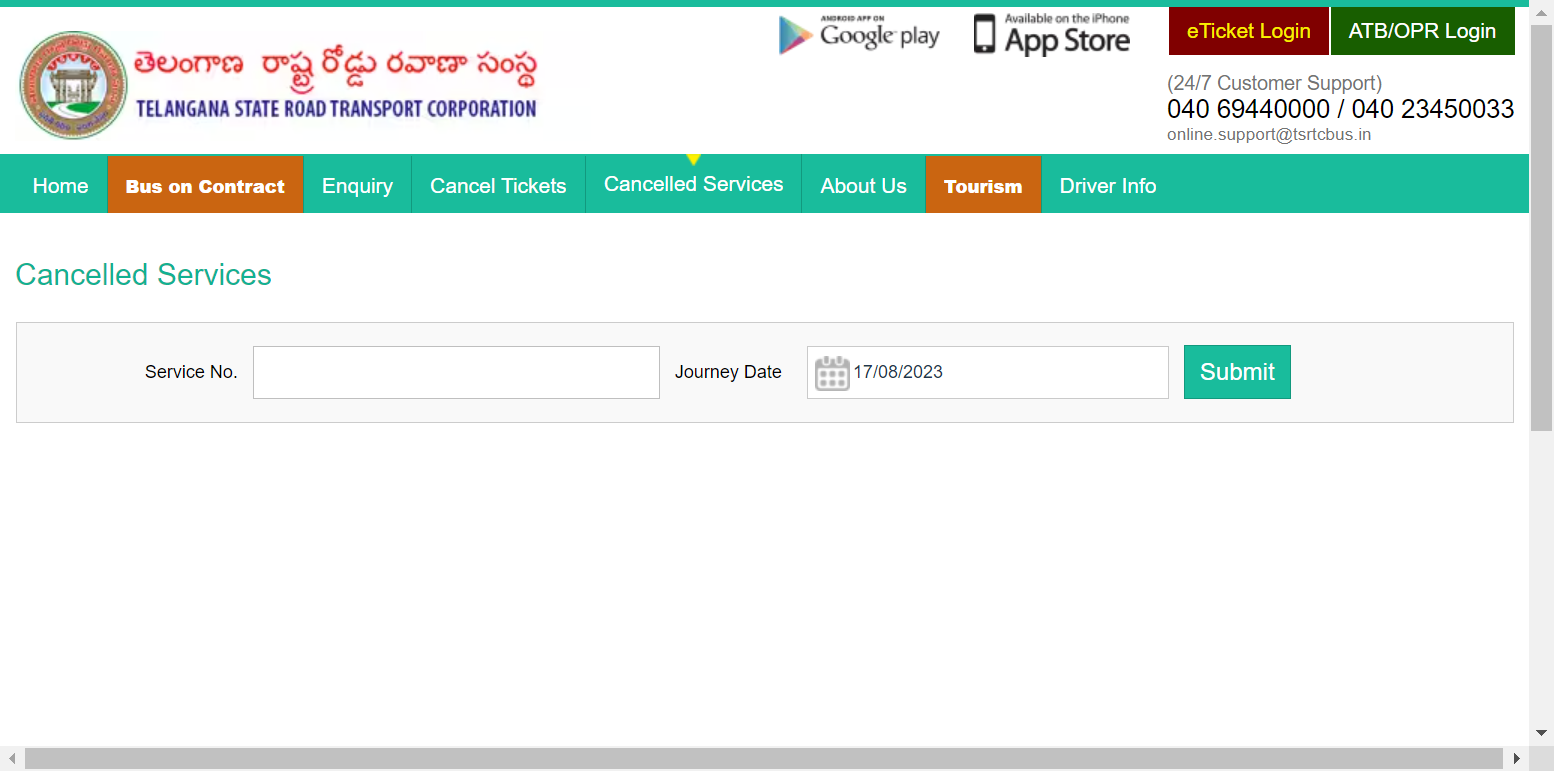 తెలంగాణ రాష్ట్ర రోడ్డు రవాణా సంస్థ
TELANGANA STATE ROAD TRANSPORT CORPORATION
ANDROID APP ON
Google play
Available on the iPhone
App Store
eTicket Login
ATB/OPR Login
(24/7 Customer Support)
040 69440000 / 040 23450033
online.support@tsrtcbus.in
Home
Bus on Contract
Enquiry
Cancel Tickets
Cancelled Services
About Us
Tourism
Driver Info
Cancelled Services
Service No.
Journey Date
17/08/2023
Submit